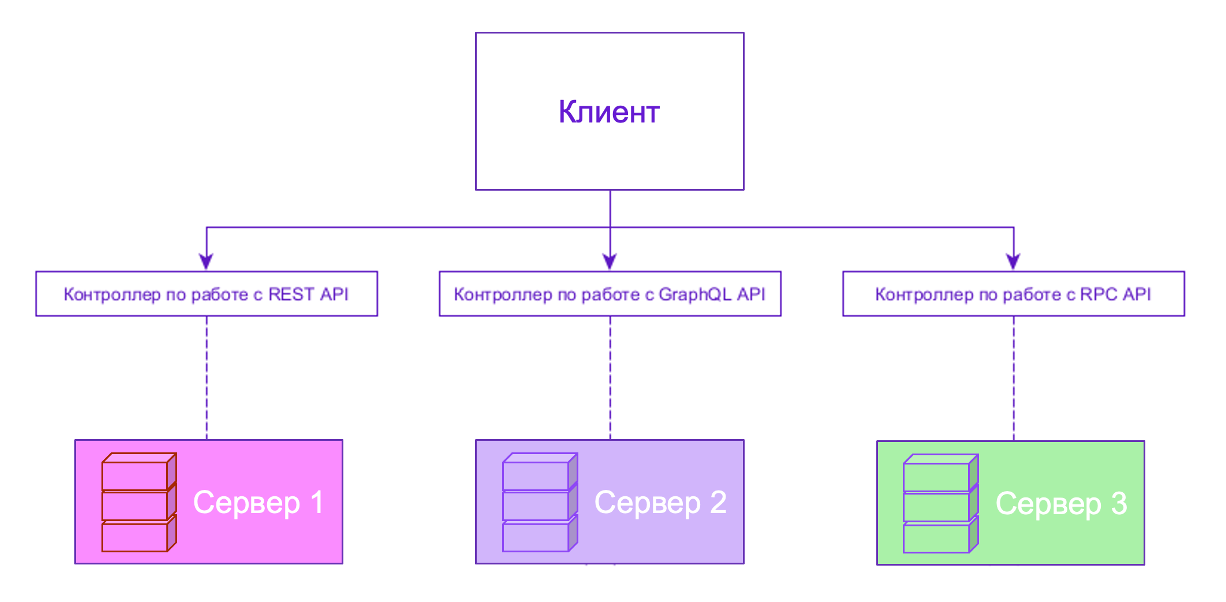 Клиент
Контроллер по работе с REST API
Контроллер по работе с GraphQL API
Контроллер по работе с RPC API
Сервер 1
Сервер 2
Сервер 3